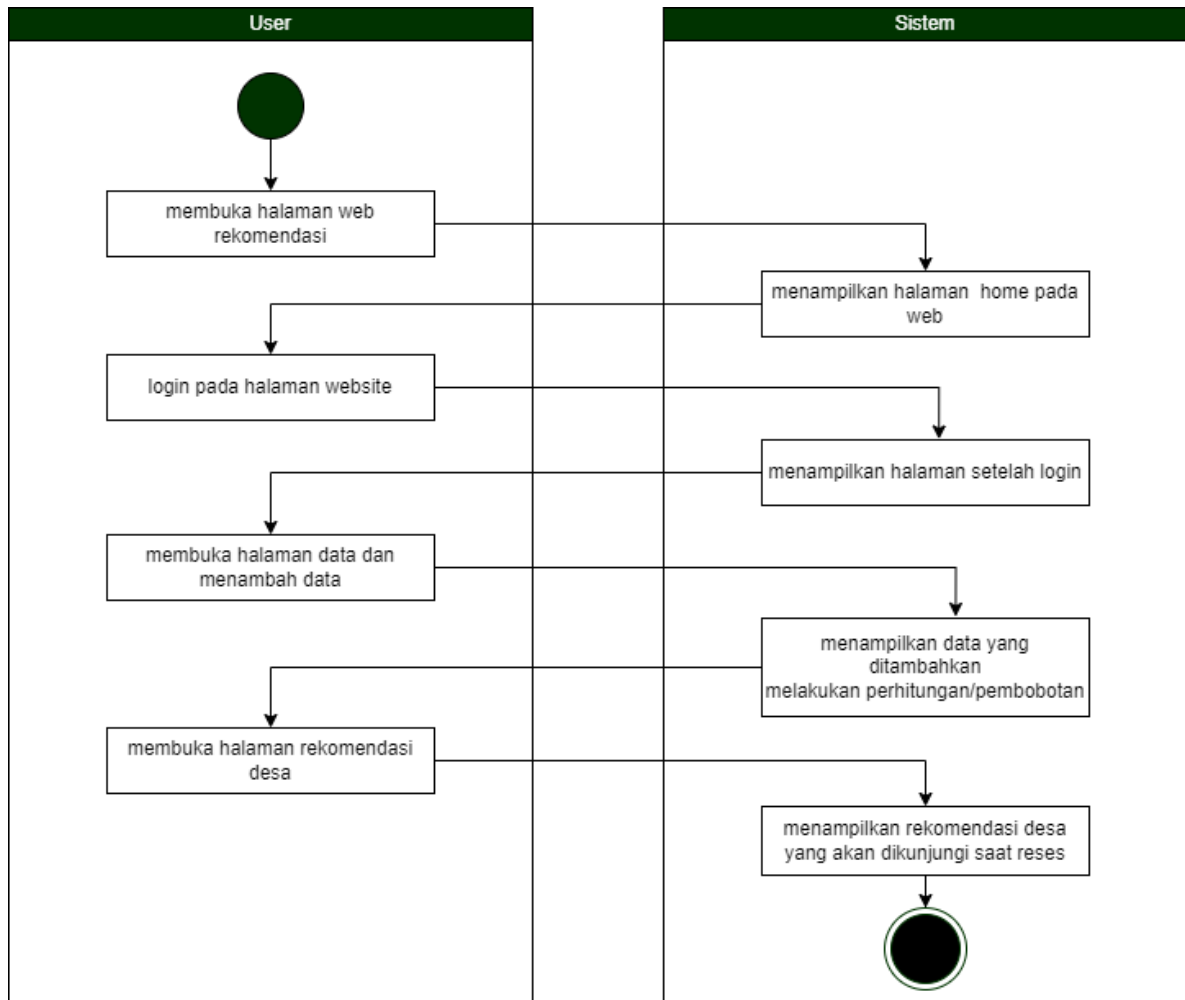 User
Sistem
membuka halaman web
rekomendasi
menampilkan halaman  home pada
web
login pada halaman website
menampilkan halaman setelah login
membuka halaman data dan
menambah data
menampilkan data yang
ditambahkan
melakukan perhitungan/pembobotan
membuka halaman rekomendasi
desa
menampilkan rekomendasi desa
yang akan dikunjungi saat reses